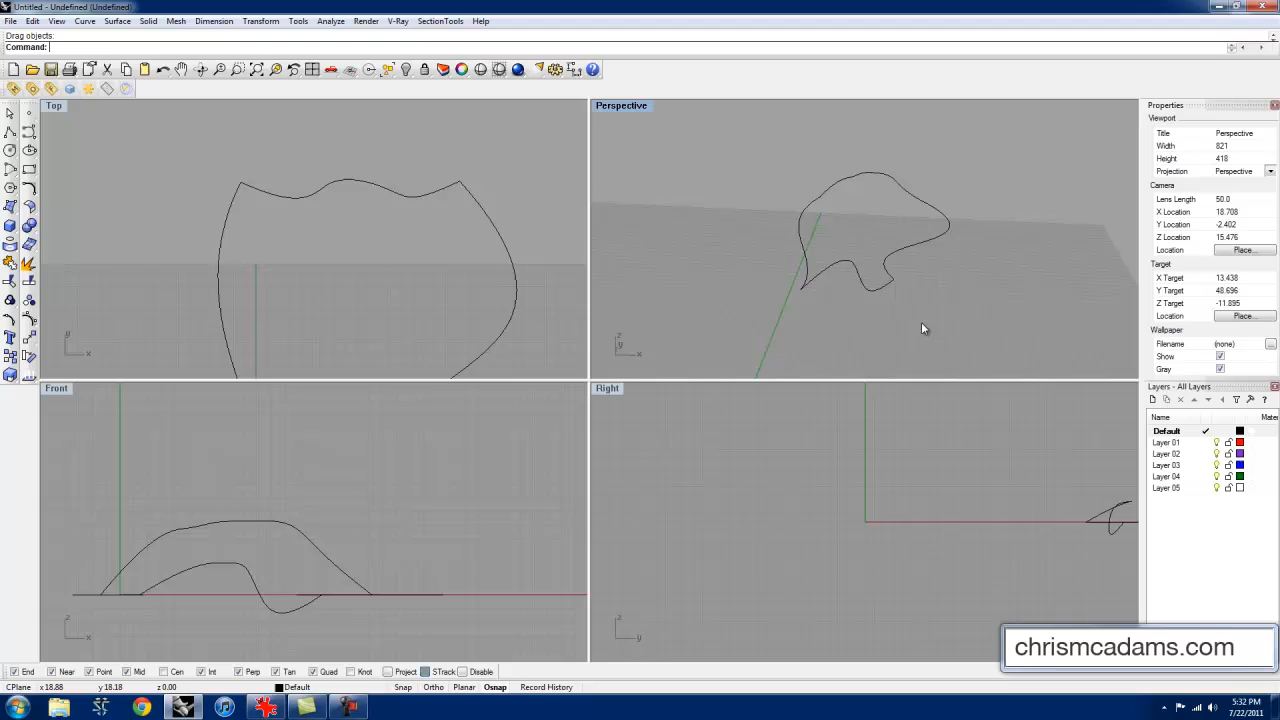 Untitled - Undefined (Undefined)
File Edit View Curve Surface Solid Mesh Dimension Transform Tools Analyze Render V-Ray SectionTools Help
Drag objects:
Command:
Top
Perspective
Front
Right
y
x
z
y
x
z
x
z
y
Properties
Viewport
Title Perspective
Width 821
Height 418
Projection Perspective
Camera
Lens Length 50.0
X Location 18.708
Y Location -2.402
Z Location 15.476
Location Place...
Target
X Target 13.438
Y Target 48.696
Z Target -11.895
Location Place...
Wallpaper
Filename (none) ...
Show
Gray
Layers - All Layers
Name Mate
Default
Layer 01
Layer 02
Layer 03
Layer 04
Layer 05
chrismcadams.com
End Near Point Mid Cen Int Perp Tan Quad Knot Project STrack Disable
CPlane x 18.88 y 18.18 z 0.00 Default Snap Ortho Planar Osnap Record History
5:32 PM
7/22/2011